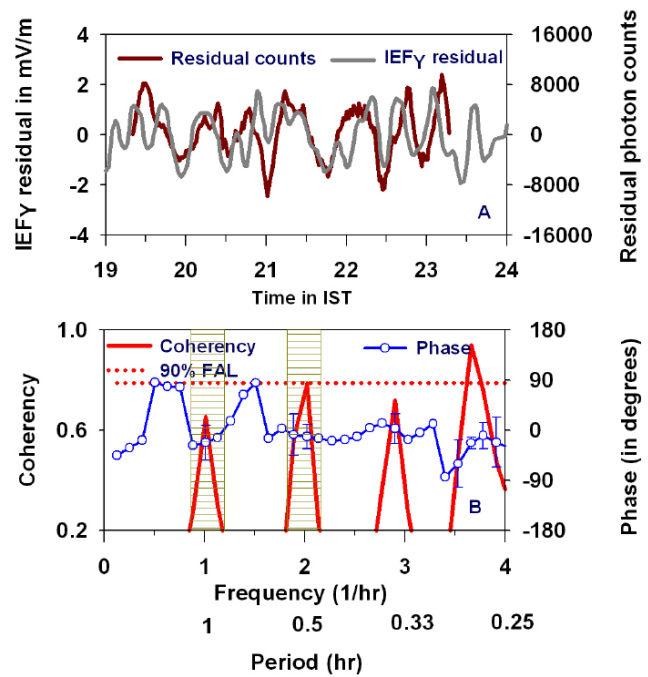 4 16000
Residual counts IEFY residual
2 8000
0 0
-2 -8000
A
-4 -16000
19 20 21 22 23 24
Time in IST
IEFY residual in mV/m
Residual photon counts
1.0 180
Coherency Phase
90% FAL
90
0.6 0
-90
B
0.2 -180
0 1 2 3 4
Frequency (1/hr)
1 0.5 0.33 0.25
Period (hr)
Coherency
Phase (in degrees)